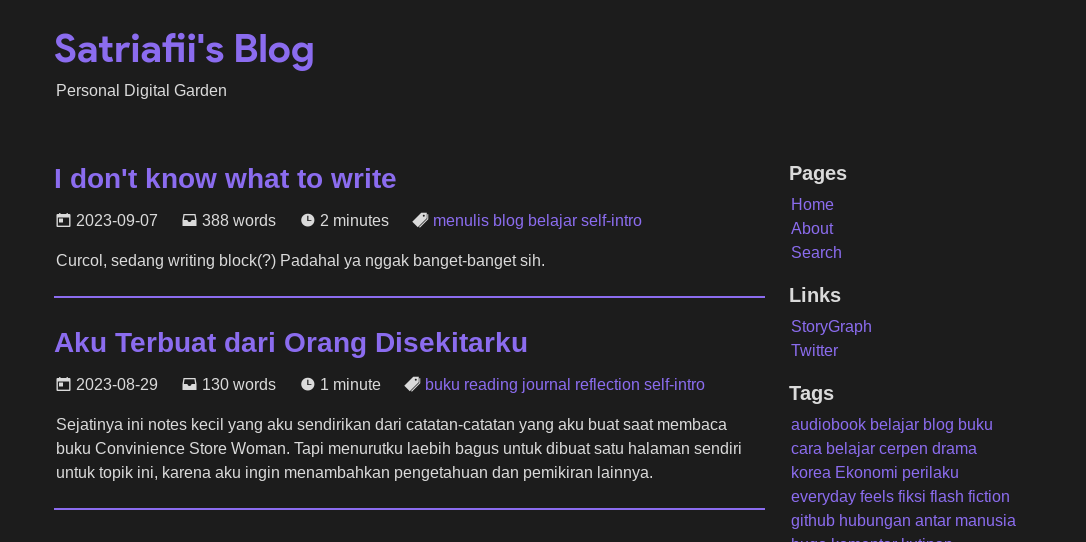 Satriafii's Blog
Personal Digital Garden
I don't know what to write
2023-09-07 388 words 2 minutes menulis blog belajar self-intro
Curcol, sedang writing block(?) Padahal ya nggak banget-banget sih.
Aku Terbuat dari Orang Disekitarku
2023-08-29 130 words 1 minute buku reading journal reflection self-intro
Sejatinya ini notes kecil yang aku sendirikan dari catatan-catatan yang aku buat saat membaca
buku Convinience Store Woman. Tapi menurutku laebih bagus untuk dibuat satu halaman sendiri
untuk topik ini, karena aku ingin menambahkan pengetahuan dan pemikiran lainnya.
Pages
Home
About
Search
Links
StoryGraph
Twitter
Tags
audiobook belajar blog buku
cara belajar cerpen drama
korea Ekonomi perilaku
everyday feels fiksi flash fiction
github hubungan antar manusia